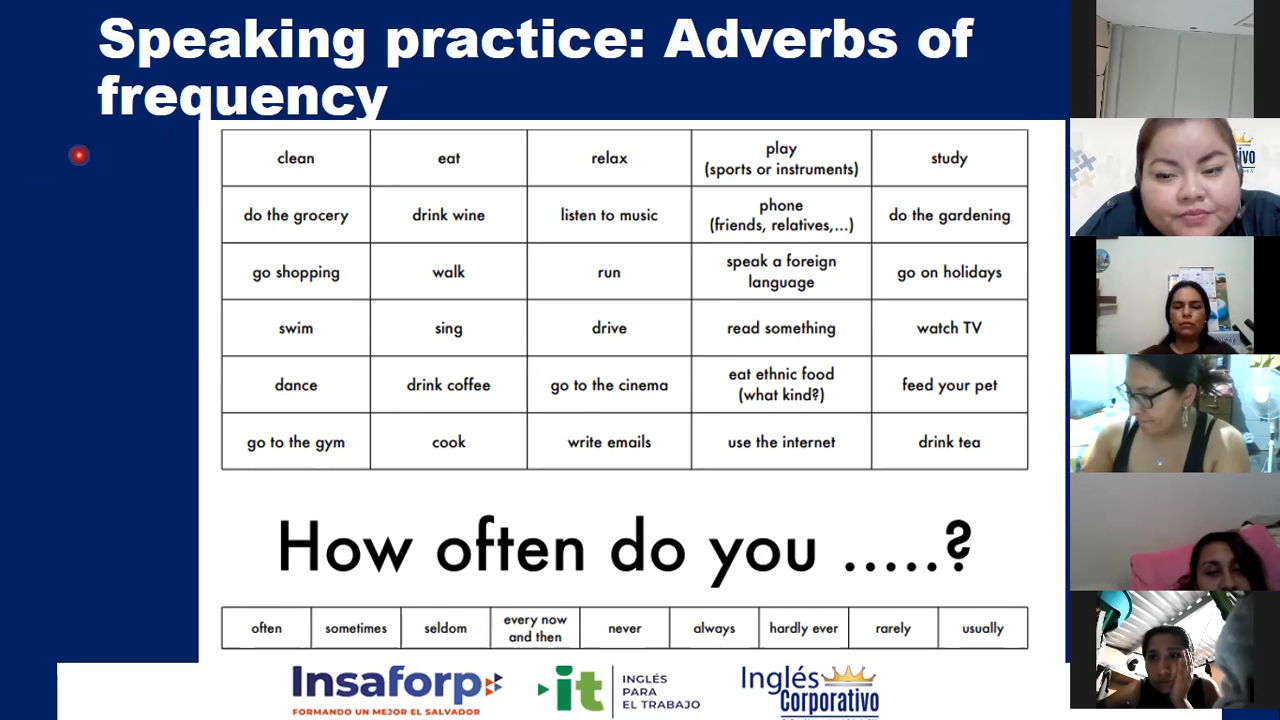 Speaking practice: Adverbs of
frequency
clean
eat
relax
play
(sports or instruments)
study
do the grocery
drink wine
listen to music
phone
(friends, relatives,...)
do the gardening
go shopping
walk
run
speak a foreign
language
go on holidays
swim
sing
drive
read something
watch TV
dance
drink coffee
go to the cinema
eat ethnic food
(what kind?)
feed your pet
go to the gym
cook
write emails
use the internet
drink tea
How often do you .....?
often
sometimes
seldom
every now
and then
never
always
hardly ever
rarely
usually
Insaforp
FORMANDO UN MEJOR EL SALVADOR
it
INGLÉS
PARA
EL TRABAJO
Inglés
Corporativo